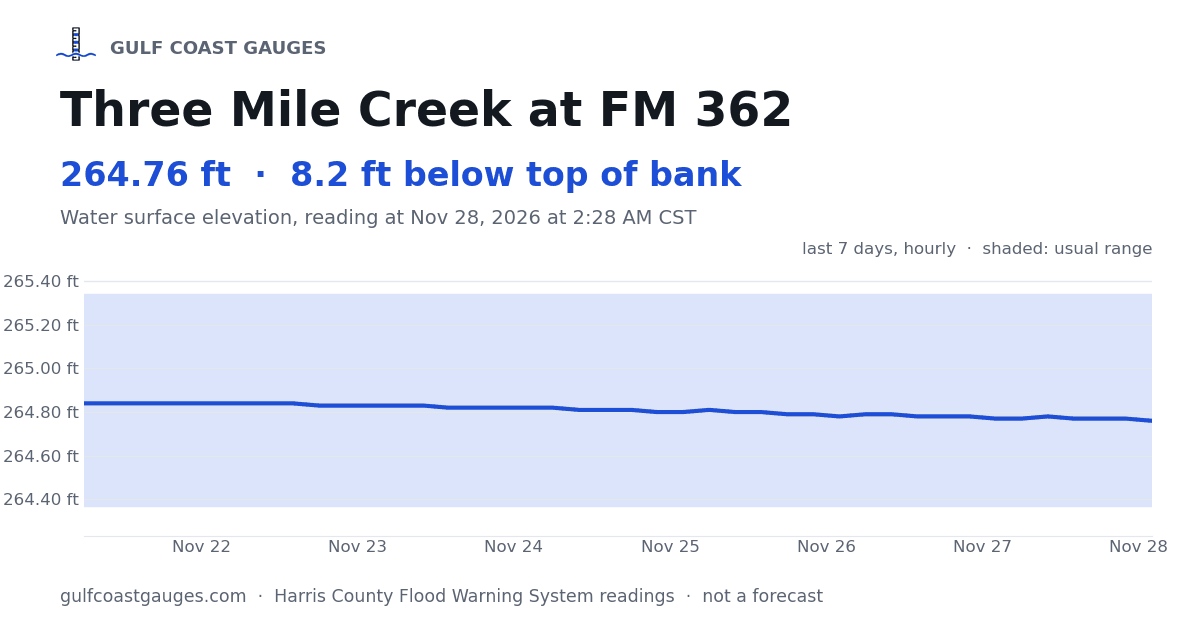 GULF COAST GAUGES
Three Mile Creek at FM 362
264.76 ft · 8.2 ft below top of bank
Water surface elevation, reading at Nov 28, 2026 at 2:28 AM CST
last 7 days, hourly · shaded: usual range
265.40 ft
265.20 ft
265.00 ft
264.80 ft
264.60 ft
264.40 ft
Nov 22 Nov 23 Nov 24 Nov 25 Nov 26 Nov 27 Nov 28
gulfcoastgauges.com · Harris County Flood Warning System readings · not a forecast